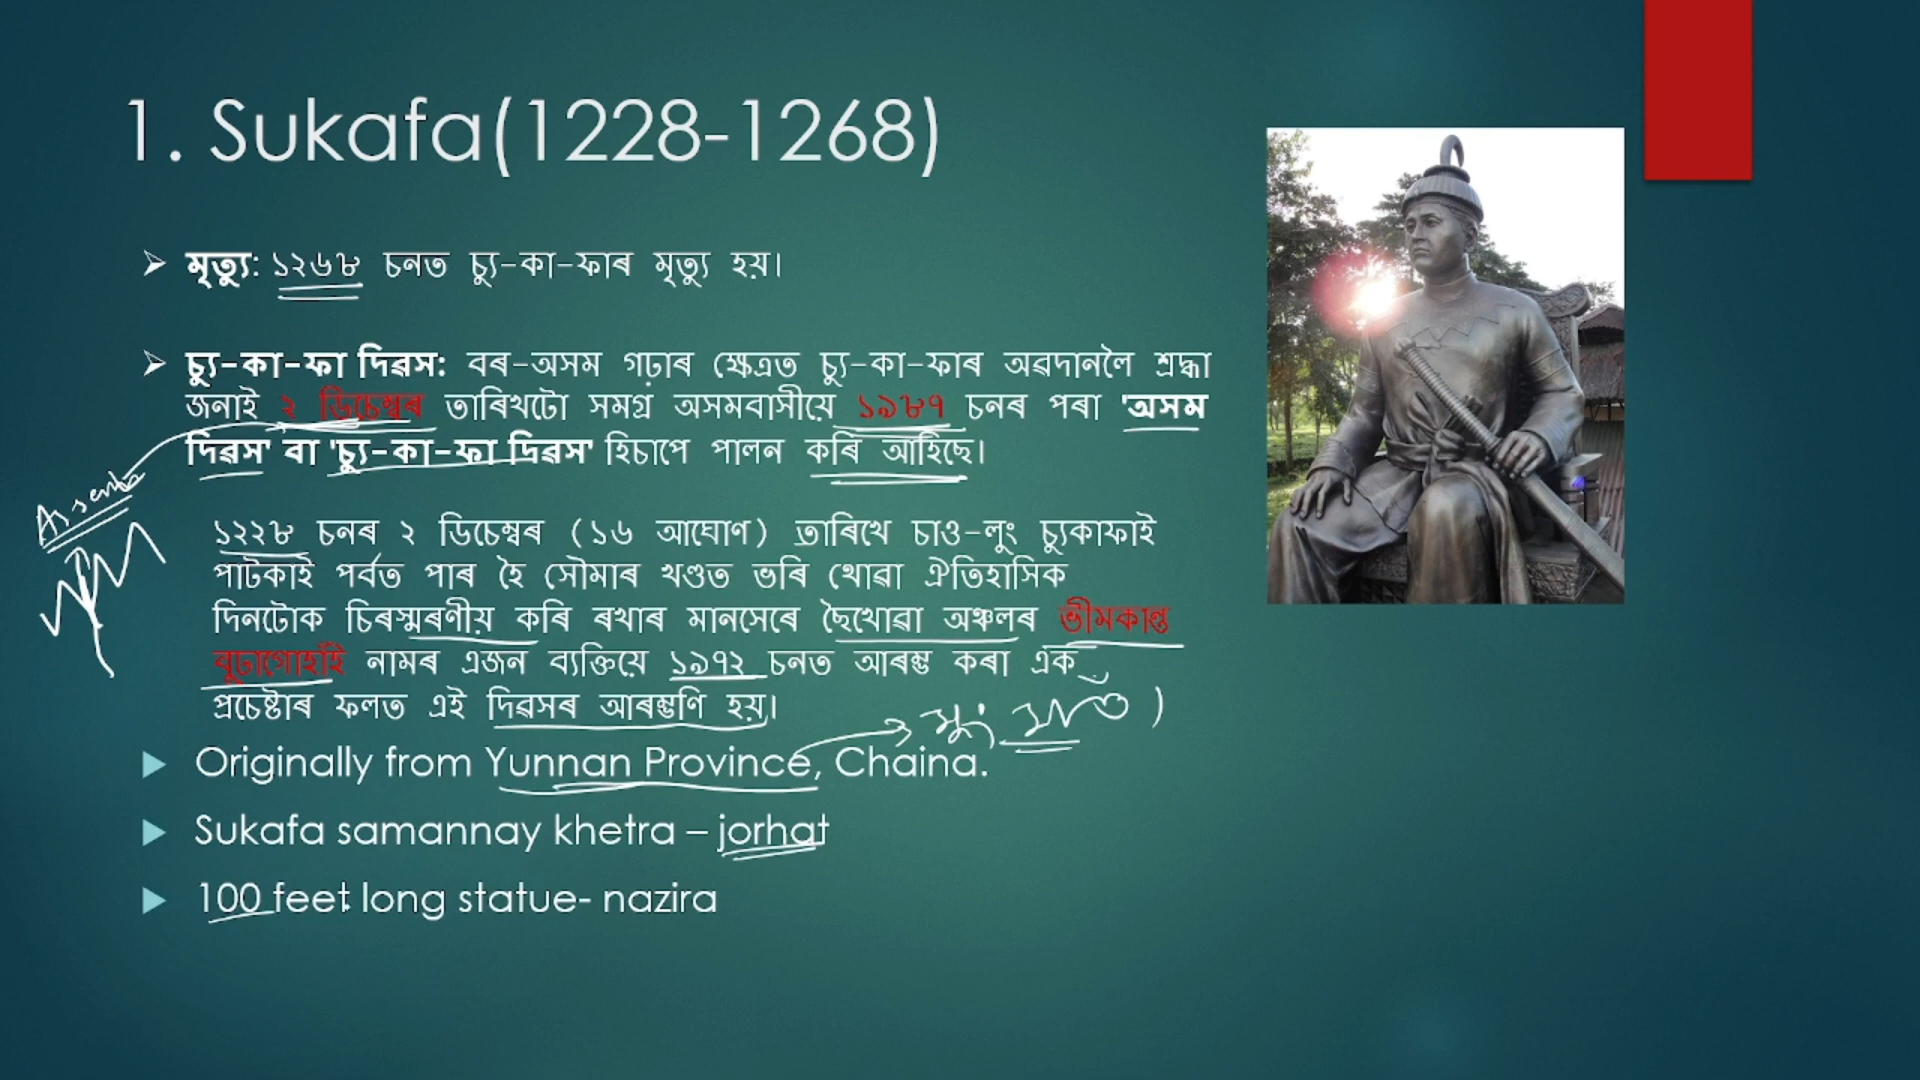 1. Sukafa(1228-1268)
মৃত্যু: ১২৬৮ চনত চ্যু-কা-ফাৰ মৃত্যু হয়।
চ্যু-কা-ফা দিৱস: বৰ-অসম গঢ়াৰ ক্ষেত্ৰত চ্যু-কা-ফাৰ অৱদানলৈ শ্ৰদ্ধা
জনাই ২ ডিচেম্বৰ তাৰিখটো সমগ্ৰ অসমবাসীয়ে ১৯৮৭ চনৰ পৰা 'অসম
দিৱস' বা 'চ্যু-কা-ফা দিৱস' হিচাপে পালন কৰি আহিছে।
১২২৮ চনৰ ২ ডিচেম্বৰ (১৬ আঘোণ) তাৰিখে চাও-লুং চ্যুকাফাই
পাটকাই পৰ্বত পাৰ হৈ সৌমাৰ খণ্ডত ভৰি থোৱা ঐতিহাসিক
দিনটোক চিৰস্মৰণীয় কৰি ৰখাৰ মানসেৰে ছৈখোৱা অঞ্চলৰ ভীমকান্ত
বুঢ়াগোহাঁই নামৰ এজন ব্যক্তিয়ে ১৯৭২ চনত আৰম্ভ কৰা এক
প্ৰচেষ্টাৰ ফলত এই দিৱসৰ আৰম্ভণি হয়।
Originally from Yunnan Province, Chaina.
Sukafa samannay khetra – jorhat
100 feet long statue- nazira